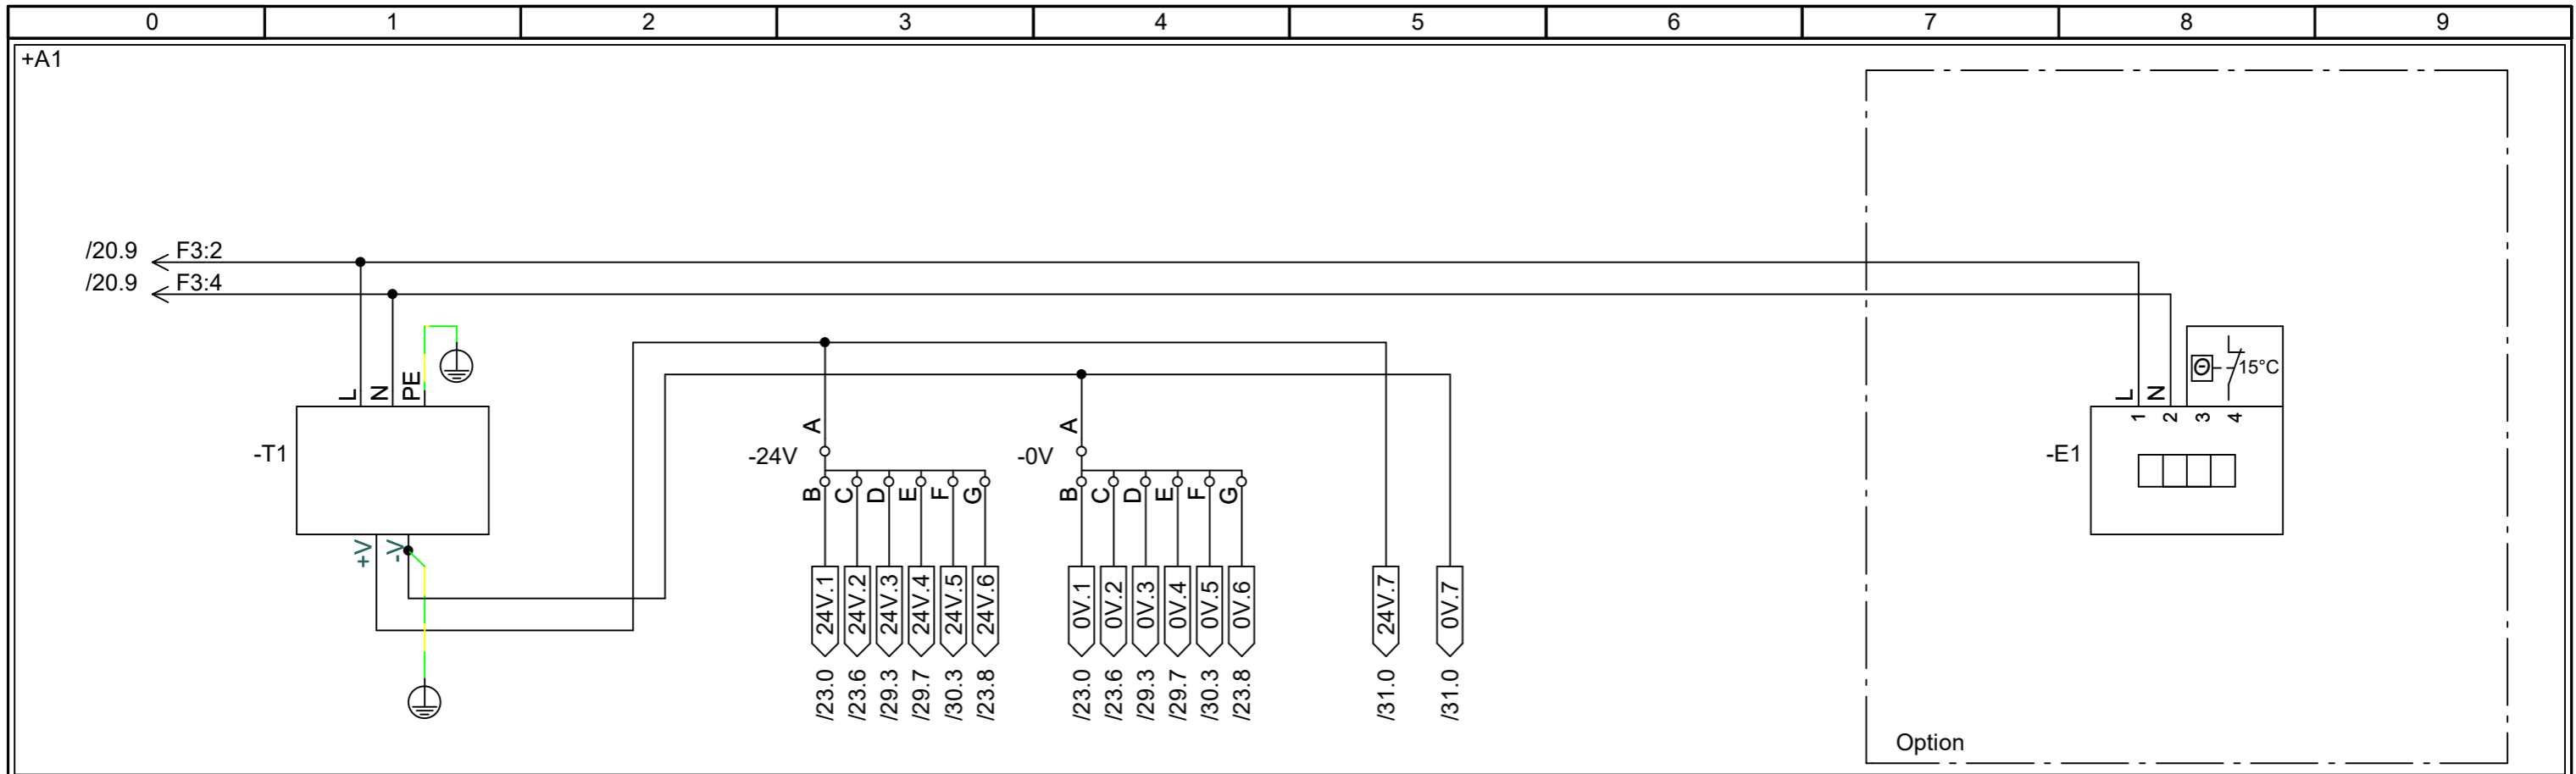 0 1 2 3 4 5 6 7 8 9
+A1
/20.9 F3:2
/20.9 F3:4
L N PE
-T1
+V -V
A
-24V
B C D E F G
24V.1 24V.2 24V.3 24V.4 24V.5 24V.6
/23.0 /23.6 /29.3 /29.7 /30.3 /23.8
A
-0V
B C D E F G
0V.1 0V.2 0V.3 0V.4 0V.5 0V.6
/23.0 /23.6 /29.3 /29.7 /30.3 /23.8
24V.7 0V.7
/31.0 /31.0
15°C
L N
1 2 3 4
-E1
Option